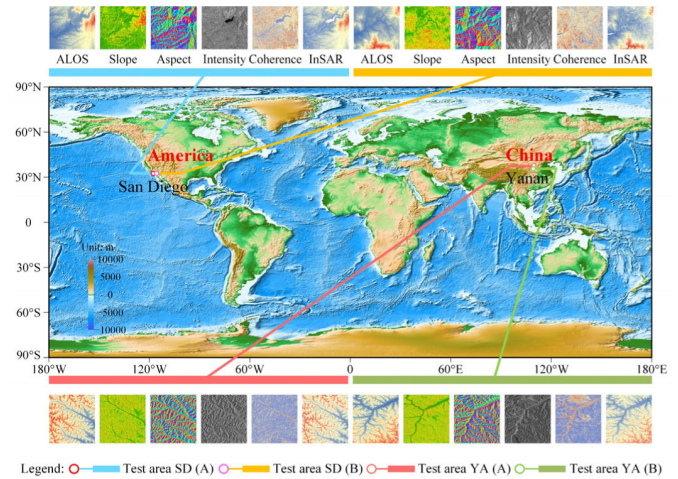 ALOS Slope Aspect Intensity Coherence InSAR ALOS Slope Aspect Intensity Coherence InSAR
90°N
60°N
America China
30°N
San Diego Yanan
0
Unit: m
10000
5000
30°S
0
5000
60°S
10000
90°S
180°W 120°W 60°W 0 60°E 120°W 180°E
Legend: Test area SD (A) Test area SD (B) Test area YA (A) Test area YA (B)